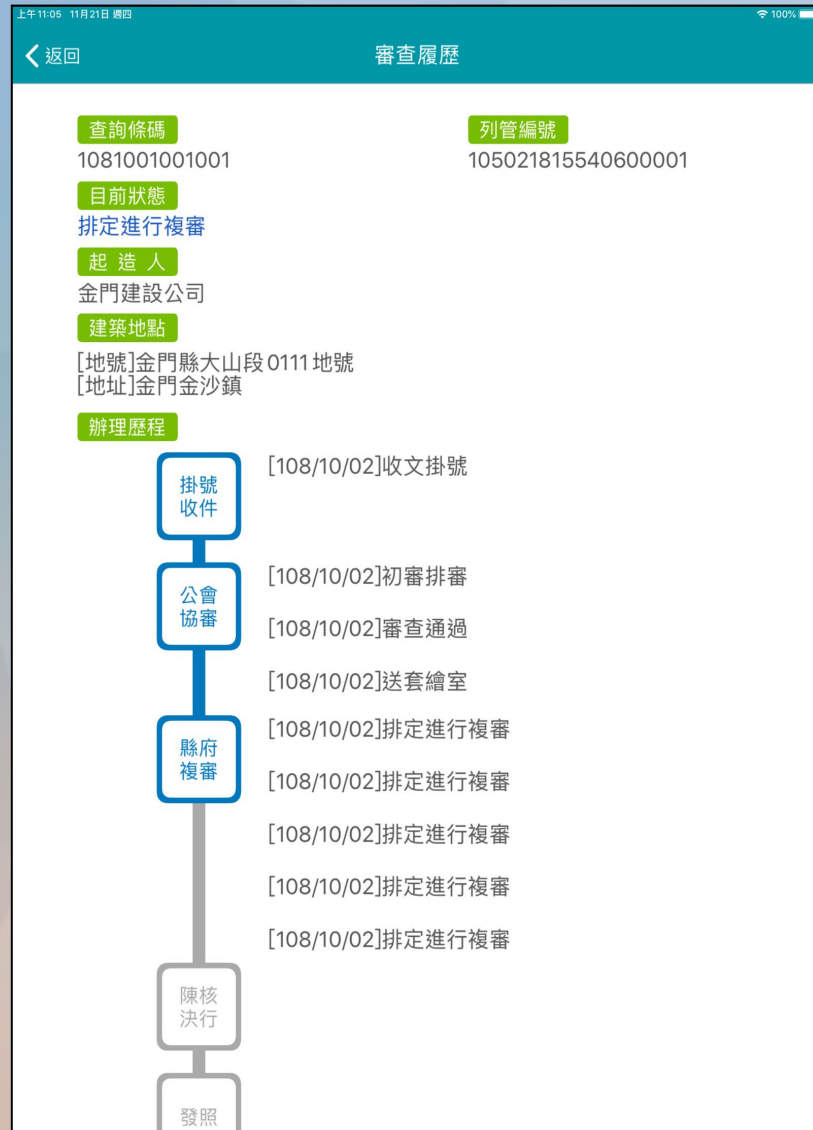 上午11:05 11月21日 週四
100%
返回
審查履歷
查詢條碼
列管編號
1081001001001
105021815540600001
目前狀態
排定進行複審
起 造 人
金門建設公司
建築地點
[地號]金門縣大山段0111地號
[地址]金門金沙鎮
辦理歷程
掛號
收件
[108/10/02]收文掛號
公會
協審
[108/10/02]初審排審
[108/10/02]審查通過
[108/10/02]送套繪室
縣府
複審
[108/10/02]排定進行複審
[108/10/02]排定進行複審
[108/10/02]排定進行複審
[108/10/02]排定進行複審
[108/10/02]排定進行複審
陳核
決行
發照